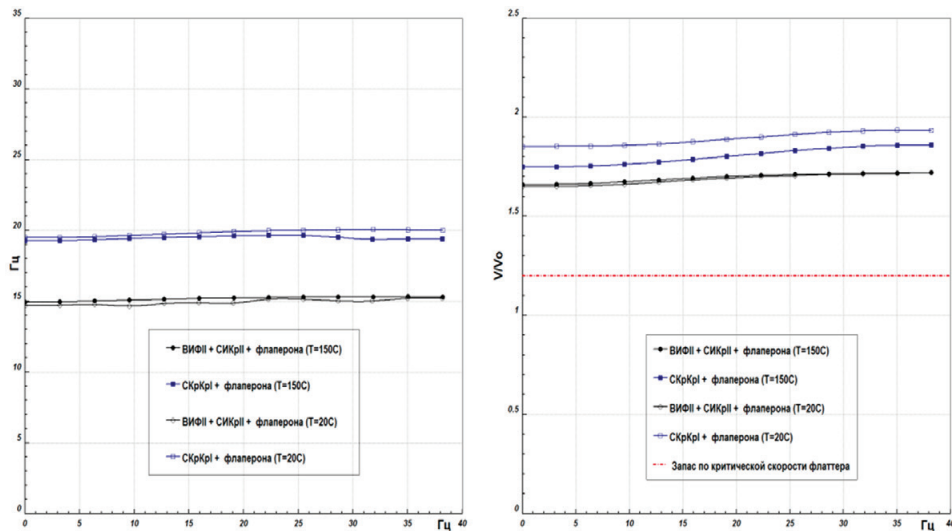 35
30
25
20
15
10
5
0
Гц
0 5 10 15 20 25 30 35 40
Гц
ВИФII + СИКрII + флаперона (T=150C)
СКрКрI + флаперона (T=150C)
ВИФII + СИКрII + флаперона (T=20C)
СКрКрI + флаперона (T=20C)
2.5
2
1.5
1
0.5
0
V/Vo
0 5 10 15 20 25 30 35 40
Гц
ВИФII + СИКрII + флаперона (T=150C)
СКрКрI + флаперона (T=150C)
ВИФII + СИКрII + флаперона (T=20C)
СКрКрI + флаперона (T=20C)
Запас по критической скорости флаттера